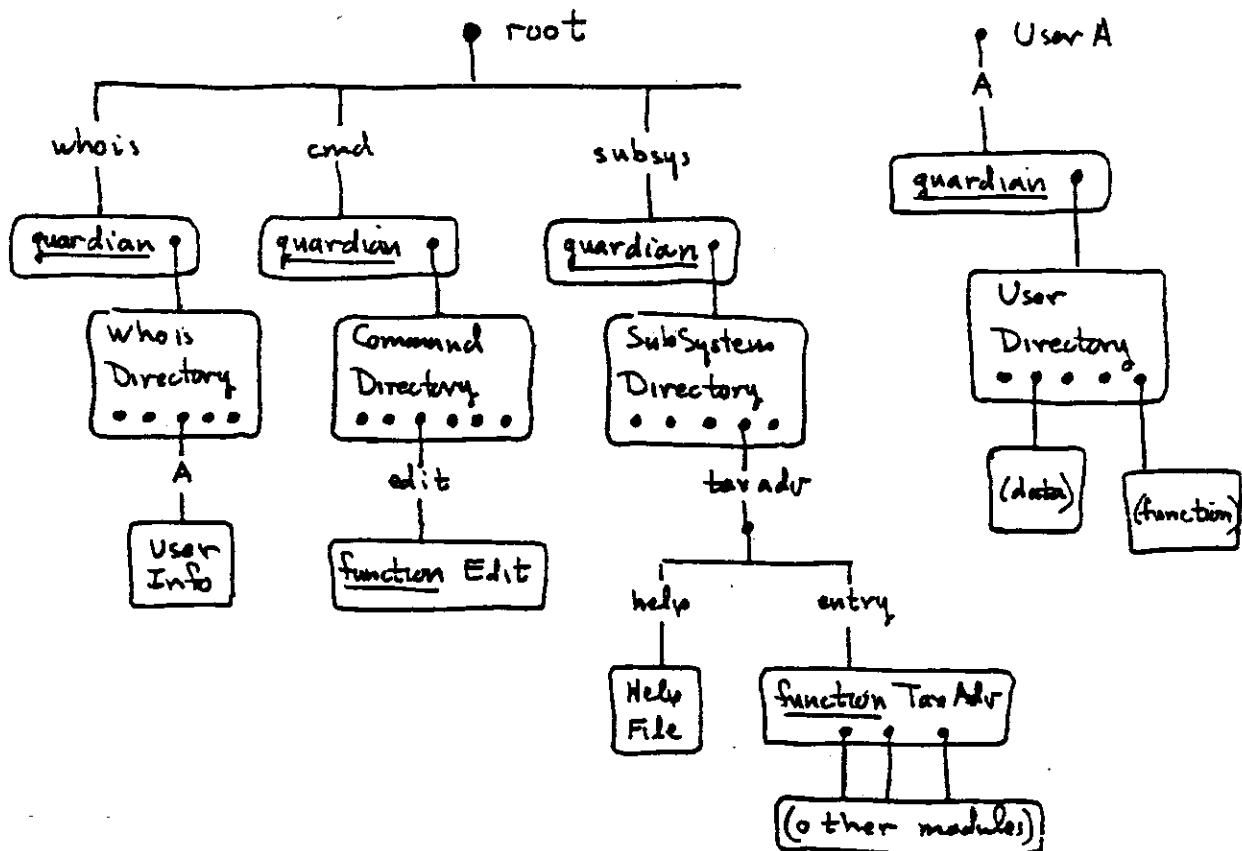 root
User A
A
whois
cmd
subsys
guardian
guardian
guardian
guardian
Whois
Directory
Command
Directory
SubSystem
Directory
User
Directory
A
edit
taxadv
(data)
(function)
User
Info
function Edit
help
entry
Help
File
function TaxAdv
(other modules)